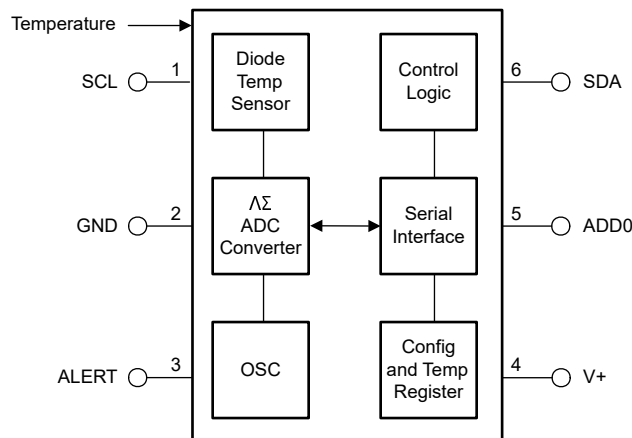 Temperature
SCL
1
Diode
Temp
Sensor
Control
Logic
6
SDA
GND
2
ΛΣ
ADC
Converter
Serial
Interface
5
ADD0
ALERT
3
OSC
Config
and Temp
Register
4
V+